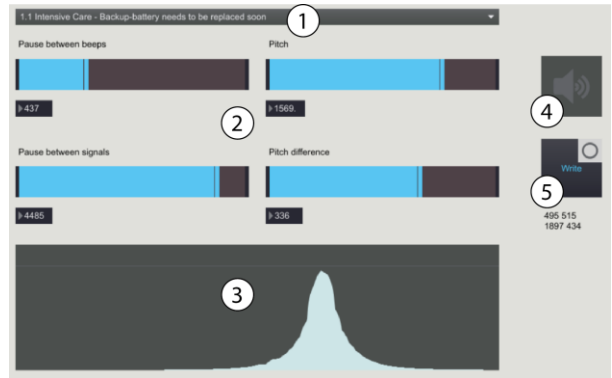 1.1 Intensive Care - Backup-battery needs to be replaced soon
1
Pause between beeps
Pitch
437
1569.
2
4
Pause between signals
Pitch difference
Write
5
4485
336
495 515
1897 434
3